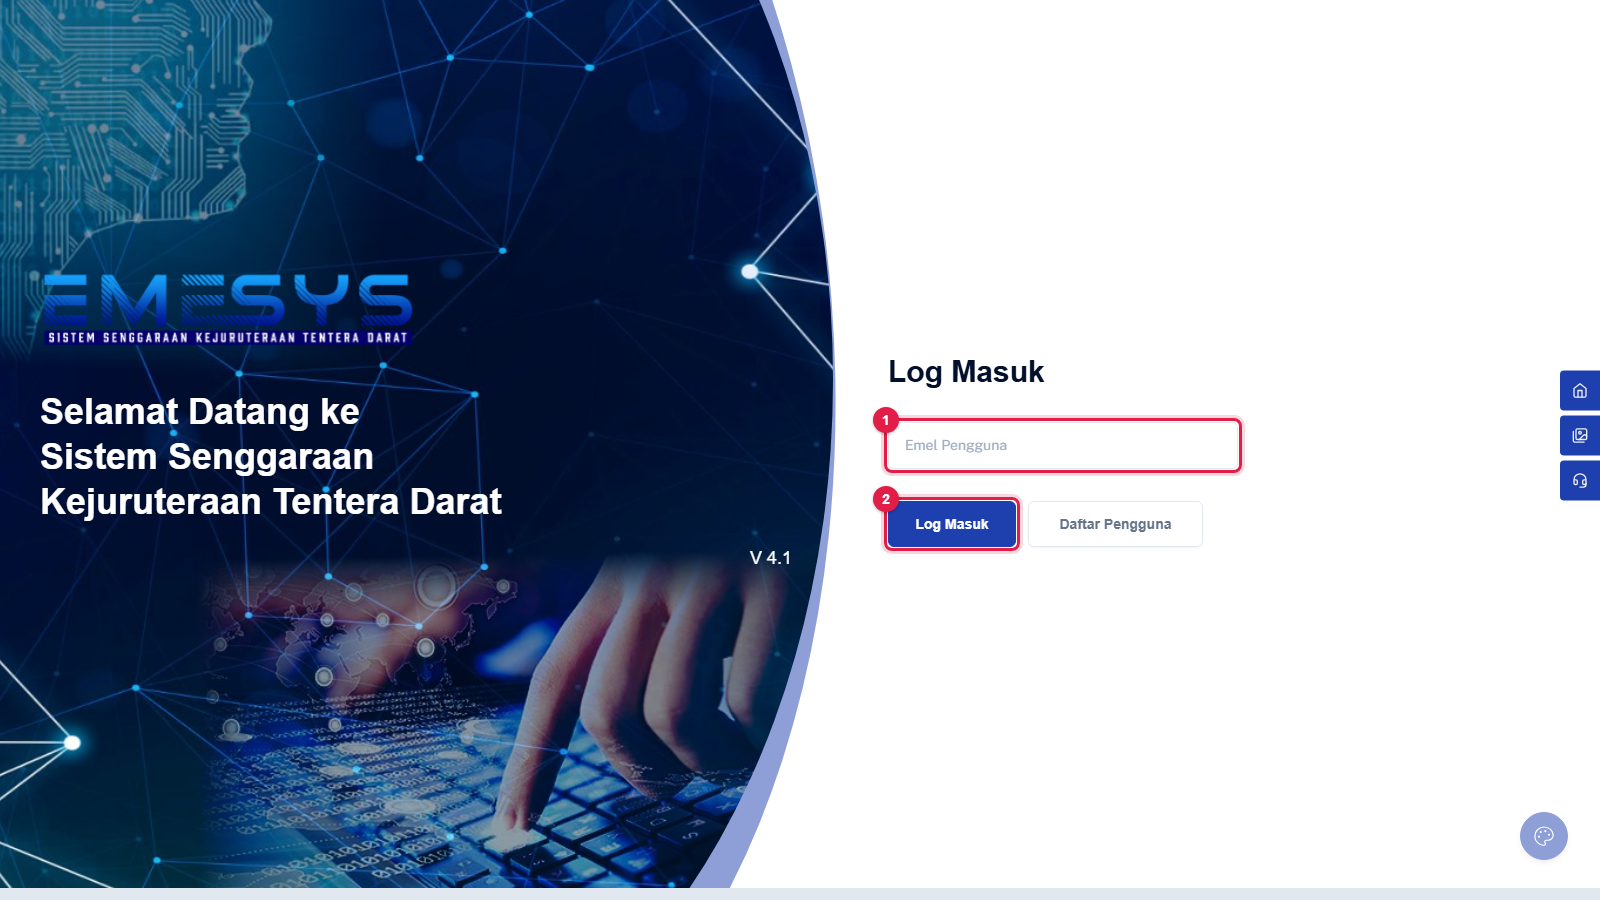 EMESYS
SISTEM SENGGARAAN KEJURUTERAAN TENTERA DARAT
Selamat Datang ke
Sistem Senggaraan
Kejuruteraan Tentera Darat
V 4.1
Log Masuk
1
Emel Pengguna
2
Log Masuk
Daftar Pengguna